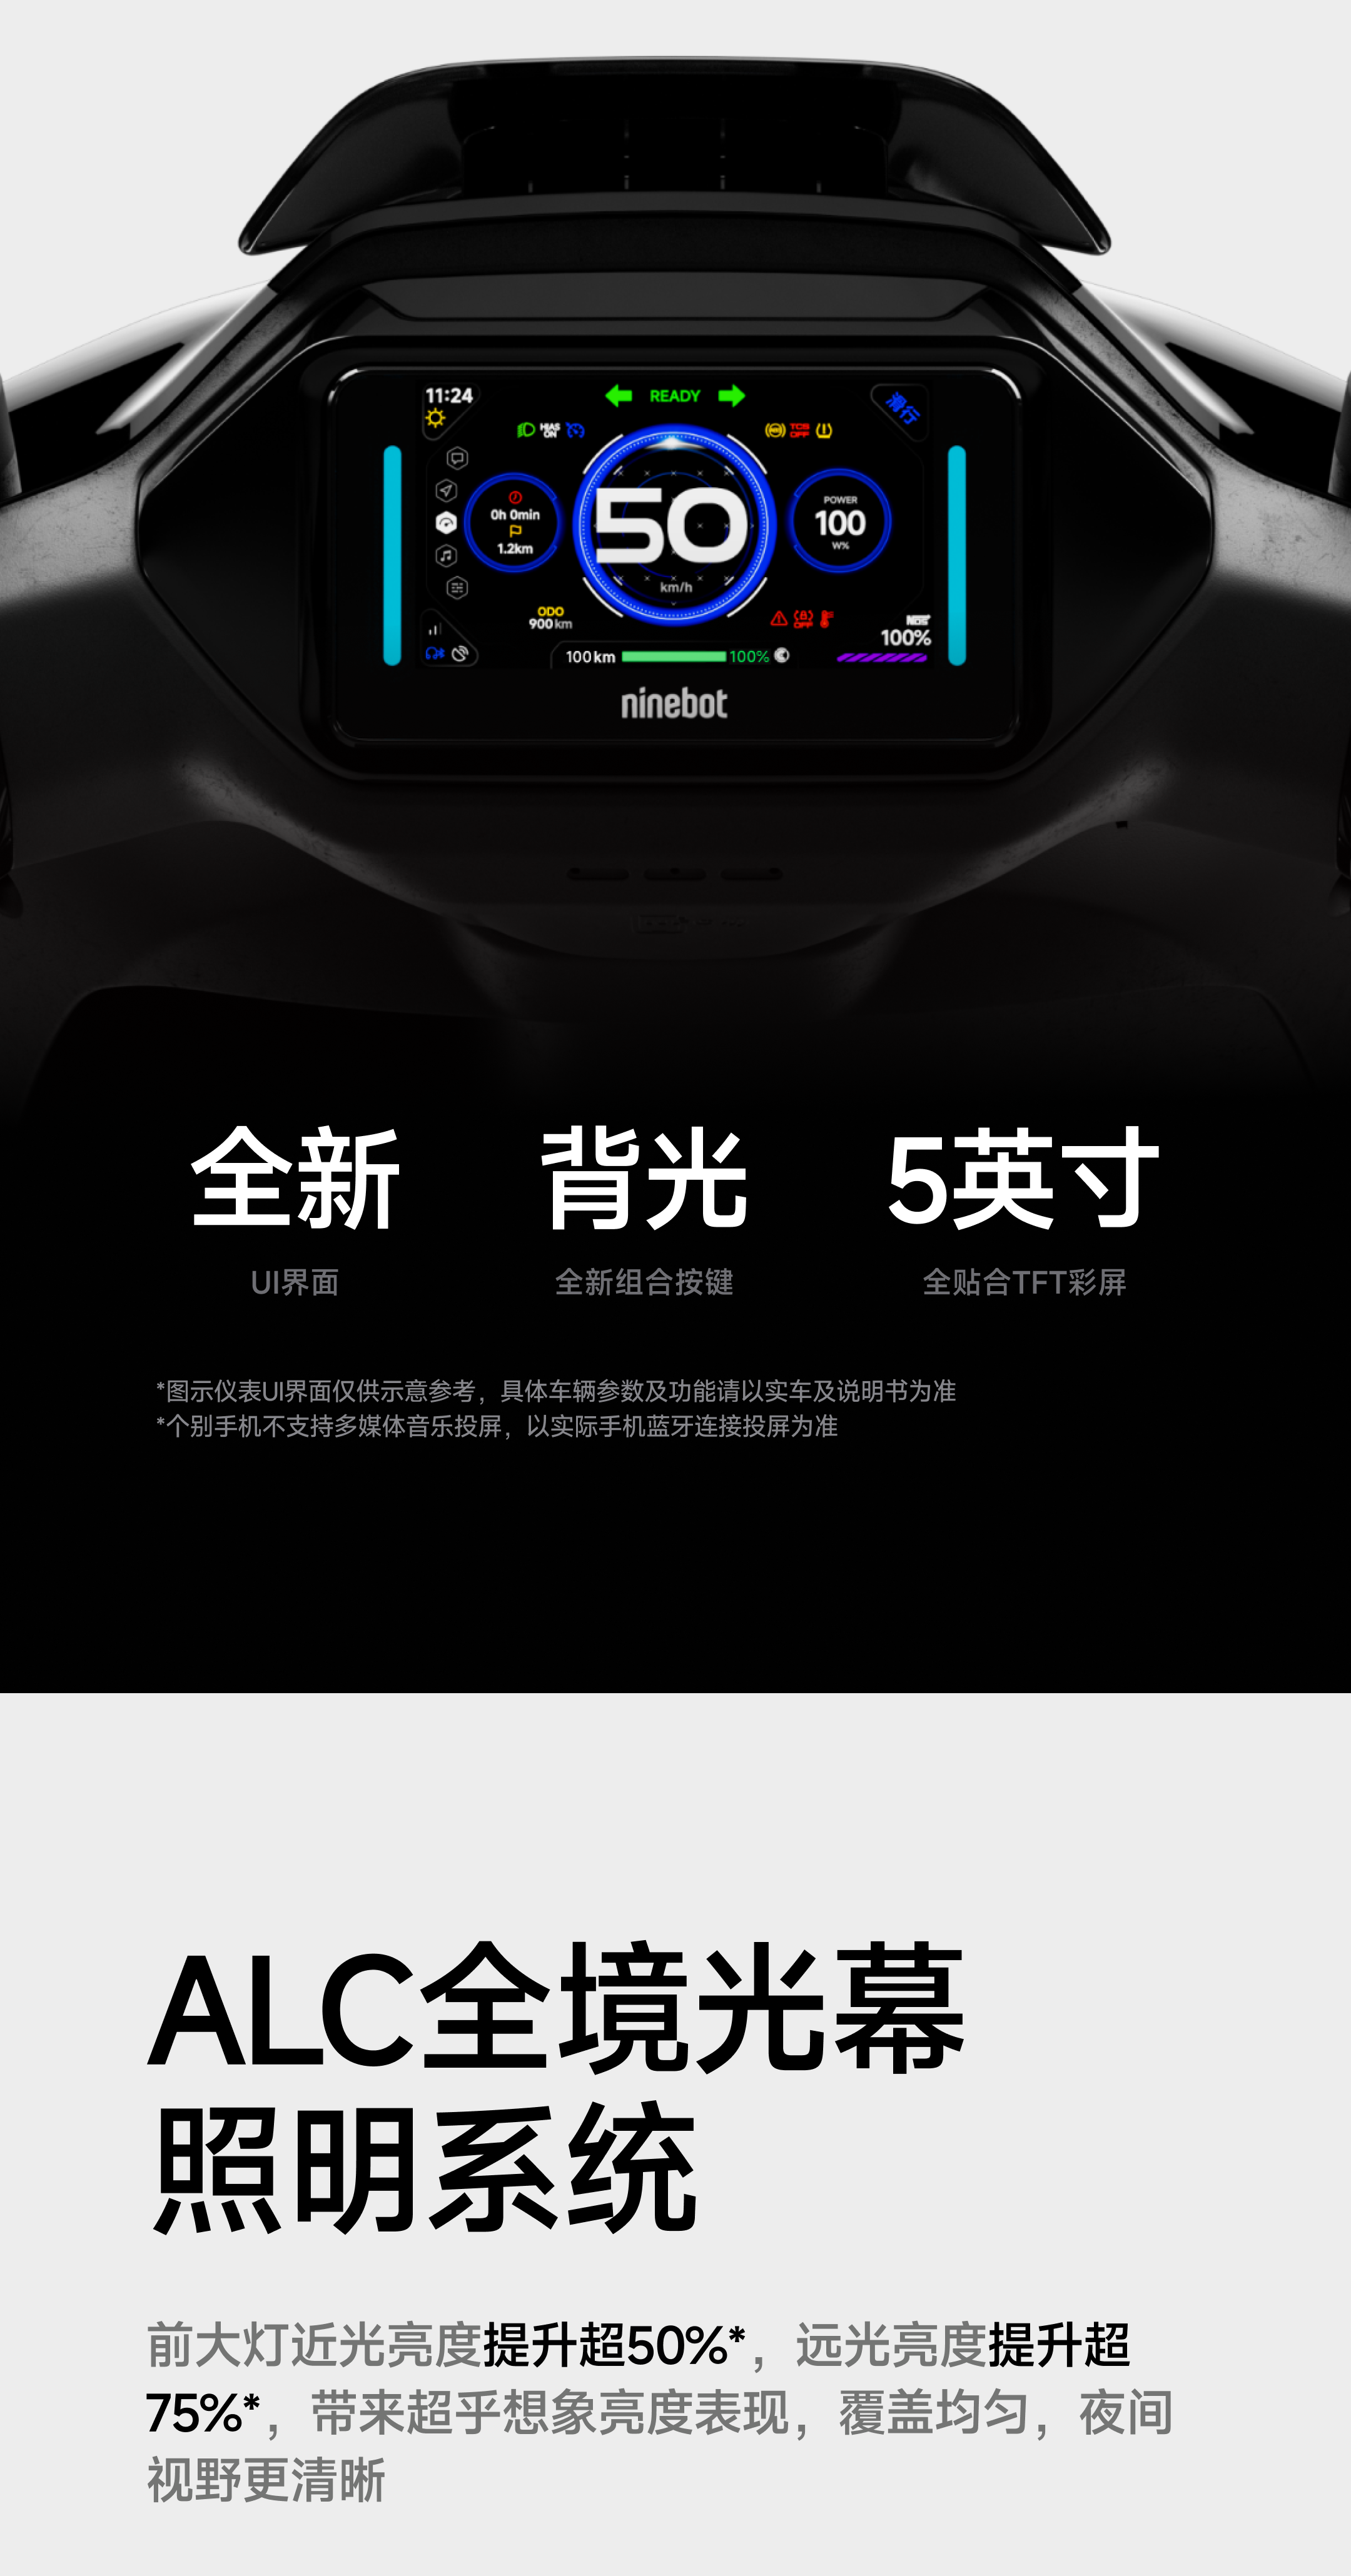 11:24
READY
滑行
HIAS
ON
ABS
TCS
OFF
0h 0min
1.2km
50
km/h
POWER
100
W%
ODO
900km
OFF
NOS
100%
100km
100%
ninebot
全新
背光
5英寸
UI界面
全新组合按键
全贴合TFT彩屏
*图示仪表UI界面仅供示意参考，具体车辆参数及功能请以实车及说明书为准
*个别手机不支持多媒体音乐投屏，以实际手机蓝牙连接投屏为准
ALC全境光幕
照明系统
前大灯近光亮度提升超50%*，远光亮度提升超
75%*，带来超乎想象亮度表现，覆盖均匀，夜间
视野更清晰